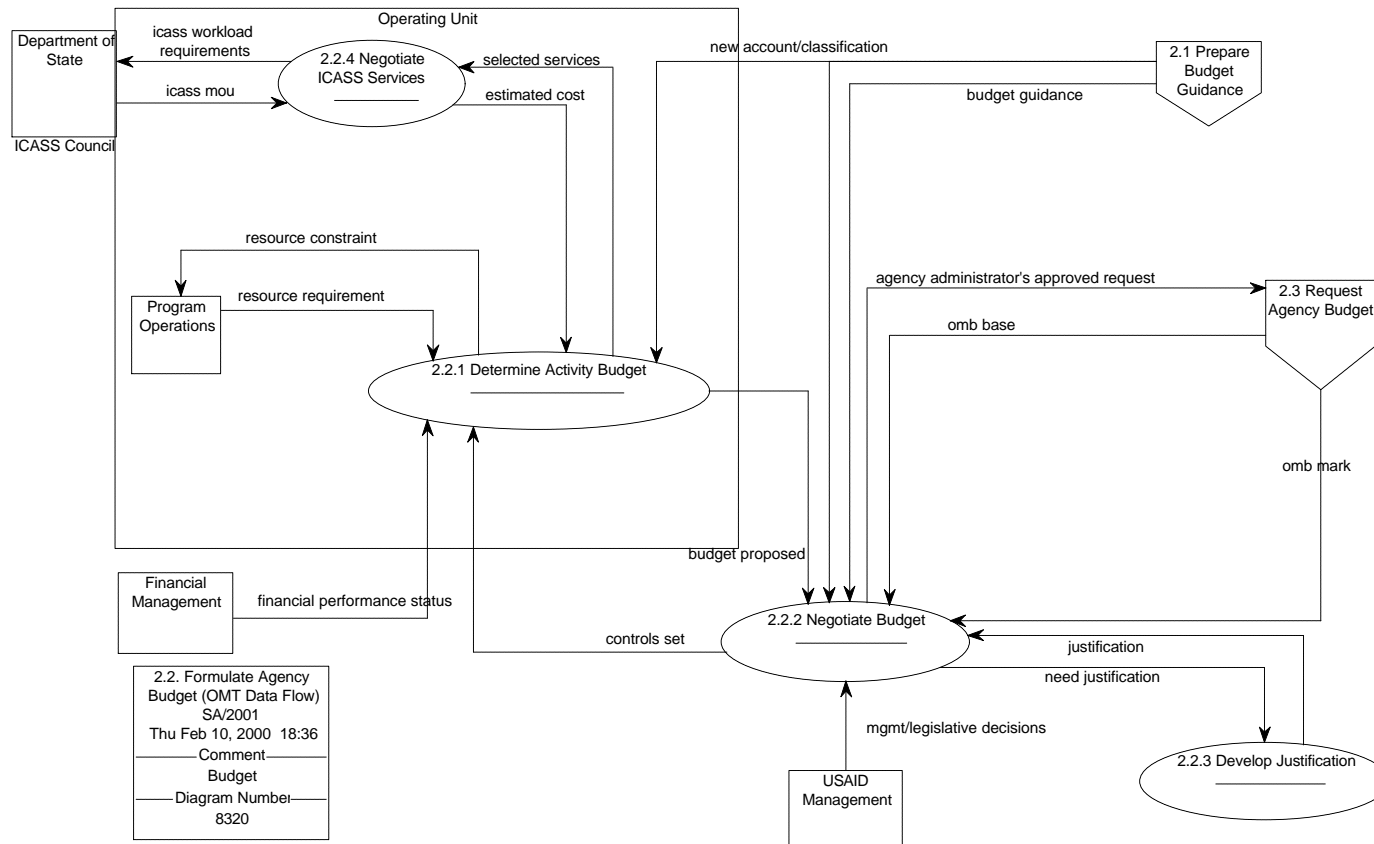 Operating Unit
Department of
State
ICASS Council
icass workload
requirements
icass mou
2.2.4 Negotiate
ICASS Services
selected services
estimated cost
new account/classification
budget guidance
2.1 Prepare
Budget
Guidance
resource constraint
resource requirement
Program
Operations
2.2.1 Determine Activity Budget
agency administrator's approved request
omb base
2.3 Request
Agency Budget
omb mark
budget proposed
Financial
Management
financial performance status
controls set
2.2.2 Negotiate Budget
justification
need justification
mgmt/legislative decisions
2.2.3 Develop Justification
USAID
Management
2.2. Formulate Agency
Budget (OMT Data Flow)
SA/2001
Thu Feb 10, 2000 18:36
Comment
Budget
Diagram Number
8320